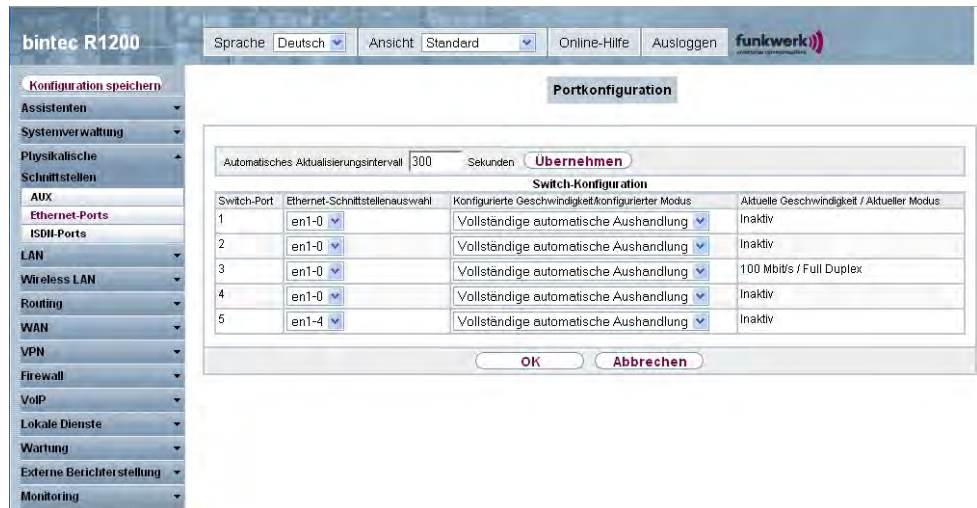 bintec R1200
Sprache Deutsch Ansicht Standard Online-Hilfe Ausloggen funkwerk
Konfiguration speichern
Assistenten
Systemverwaltung
Physikalische
Schnittstellen
AUX
Ethernet-Ports
ISDN-Ports
LAN
Wireless LAN
Routing
WAN
VPN
Firewall
VoIP
Lokale Dienste
Wartung
Externe Berichterstellung
Monitoring
Portkonfiguration
Automatisches Aktualisierungsintervall 300 Sekunden Übernehmen
Switch-Konfiguration
Switch-Port Ethernet-Schnittstellenauswahl Konfigurierte Geschwindigkeit/konfigurierter Modus Aktuelle Geschwindigkeit / Aktueller Modus
1 en1-0 Vollständige automatische Aushandlung Inaktiv
2 en1-0 Vollständige automatische Aushandlung Inaktiv
3 en1-0 Vollständige automatische Aushandlung 100 Mbit/s / Full Duplex
4 en1-0 Vollständige automatische Aushandlung Inaktiv
5 en1-4 Vollständige automatische Aushandlung Inaktiv
OK Abbrechen